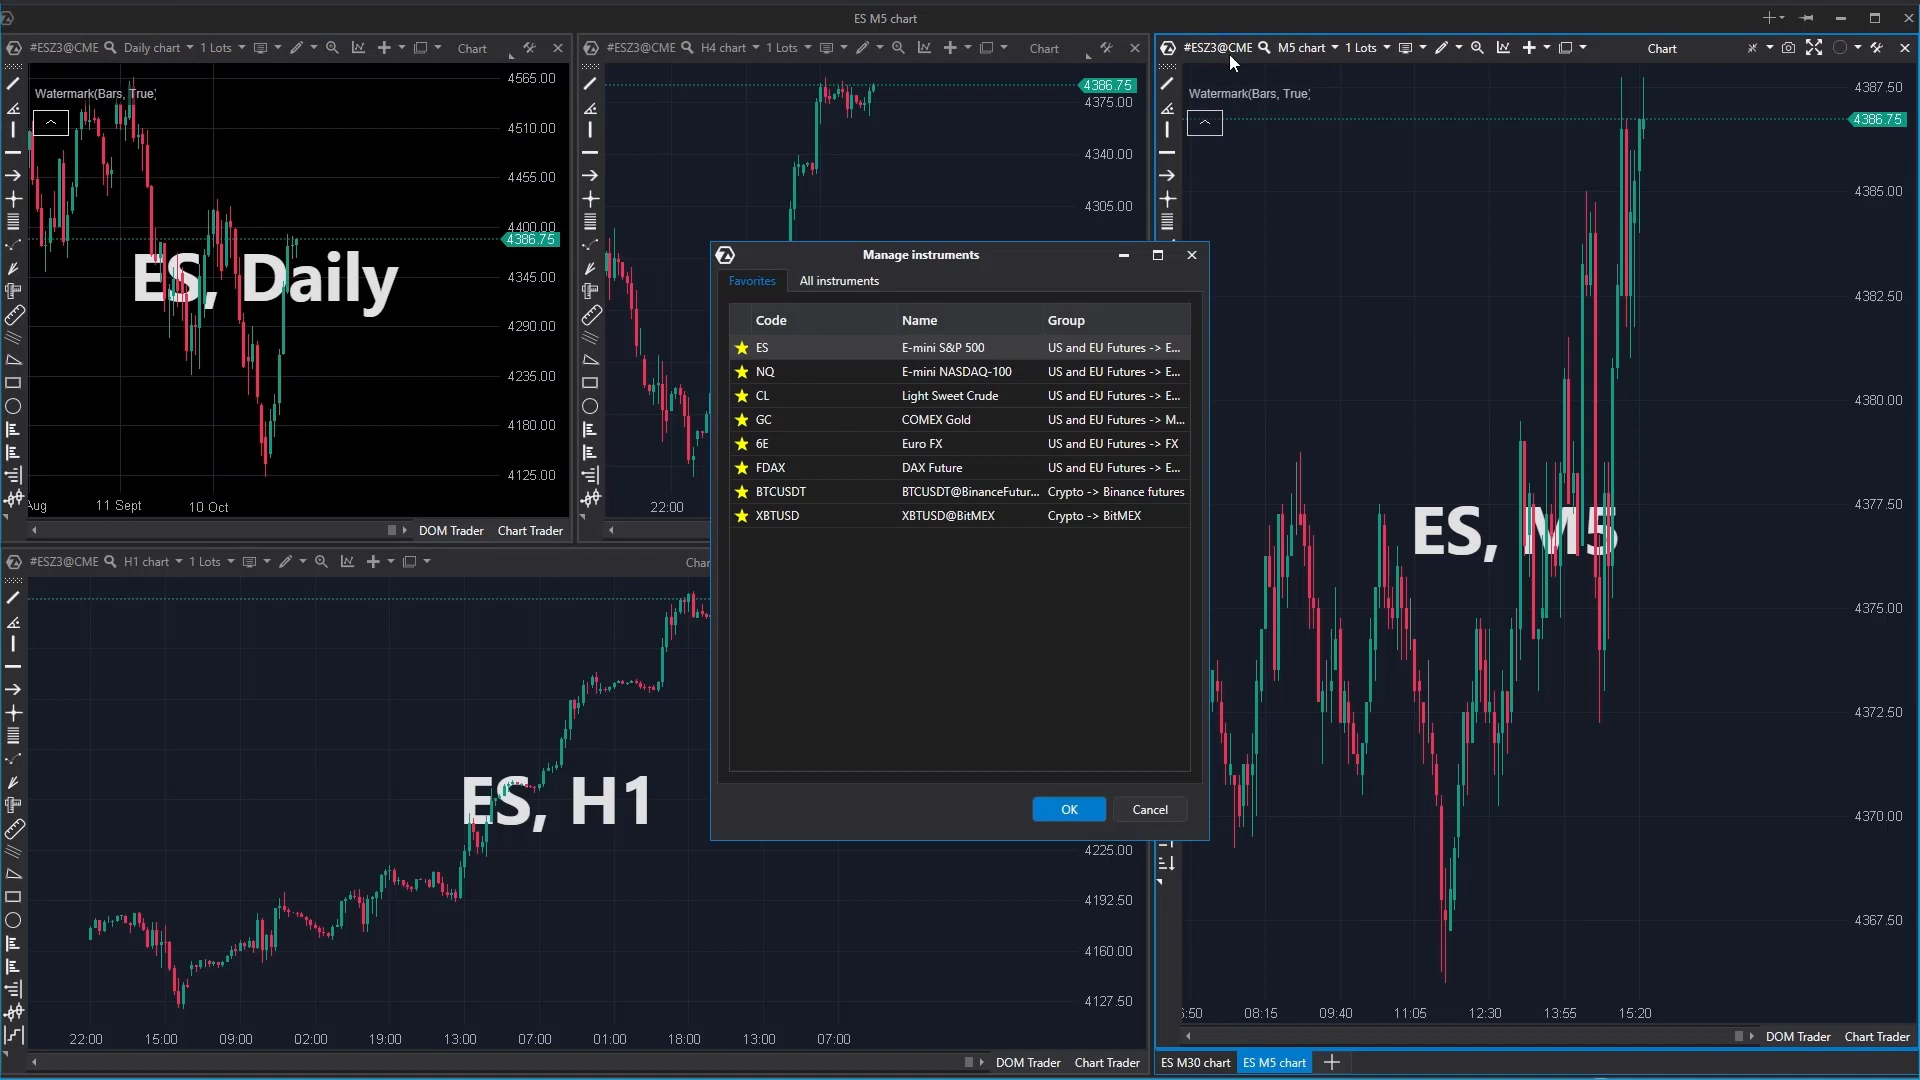 ES M5 chart
#ESZ3@CME Daily chart 1 Lots Chart
Watermark(Bars, True)
ES, Daily
4565.00
4510.00
4455.00
4400.00
4386.75
4345.00
4290.00
4235.00
4180.00
4125.00
Aug 11 Sept 10 Oct
DOM Trader Chart Trader
#ESZ3@CME H4 chart 1 Lots Chart
4386.75
4375.00
4340.00
4305.00
22:00
#ESZ3@CME M5 chart 1 Lots Chart
Watermark(Bars, True)
ES, M5
4387.50
4386.75
4385.00
4382.50
4380.00
4377.50
4375.00
4372.50
4370.00
4367.50
08:15 09:40 11:05 12:30 13:55 15:20
DOM Trader Chart Trader
ES M30 chart ES M5 chart
Manage instruments
Favorites All instruments
Code Name Group
ES E-mini S&P 500 US and EU Futures -> E...
NQ E-mini NASDAQ-100 US and EU Futures -> E...
CL Light Sweet Crude US and EU Futures -> E...
GC COMEX Gold US and EU Futures -> M...
6E Euro FX US and EU Futures -> FX
FDAX DAX Future US and EU Futures -> E...
BTCUSDT BTCUSDT@BinanceFutur... Crypto -> Binance futures
XBTUSD XBTUSD@BitMEX Crypto -> BitMEX
OK Cancel
#ESZ3@CME H1 chart 1 Lots
ES, H1
4225.00
4192.50
4160.00
4127.50
22:00 15:00 09:00 02:00 19:00 13:00 07:00 01:00 18:00 13:00 07:00
DOM Trader Chart Trader